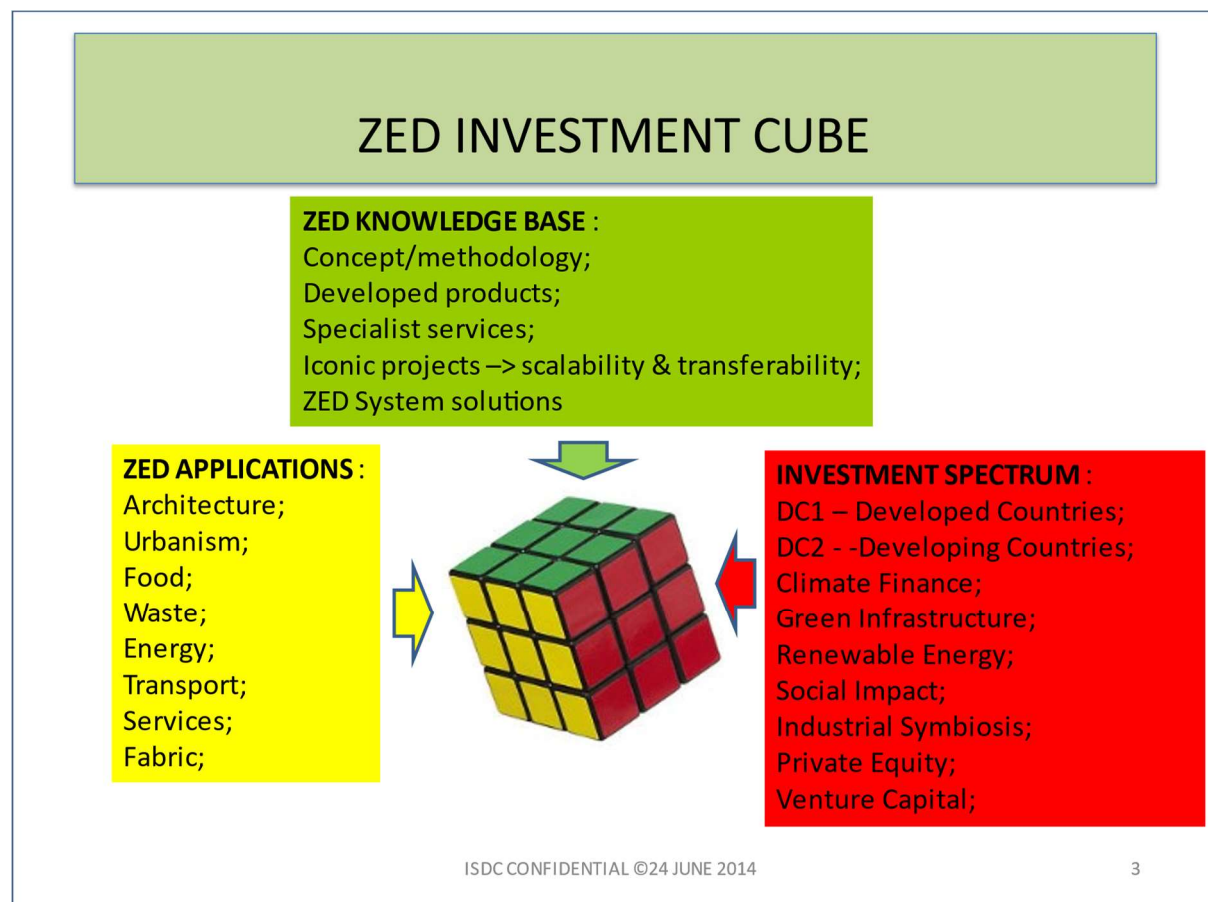 ZED INVESTMENT CUBE
ZED KNOWLEDGE BASE :
Concept/methodology;
Developed products;
Specialist services;
Iconic projects –> scalability & transferability;
ZED System solutions
ZED APPLICATIONS :
Architecture;
Urbanism;
Food;
Waste;
Energy;
Transport;
Services;
Fabric;
INVESTMENT SPECTRUM :
DC1 – Developed Countries;
DC2 - -Developing Countries;
Climate Finance;
Green Infrastructure;
Renewable Energy;
Social Impact;
Industrial Symbiosis;
Private Equity;
Venture Capital;
ISDC CONFIDENTIAL ©24 JUNE 2014
3